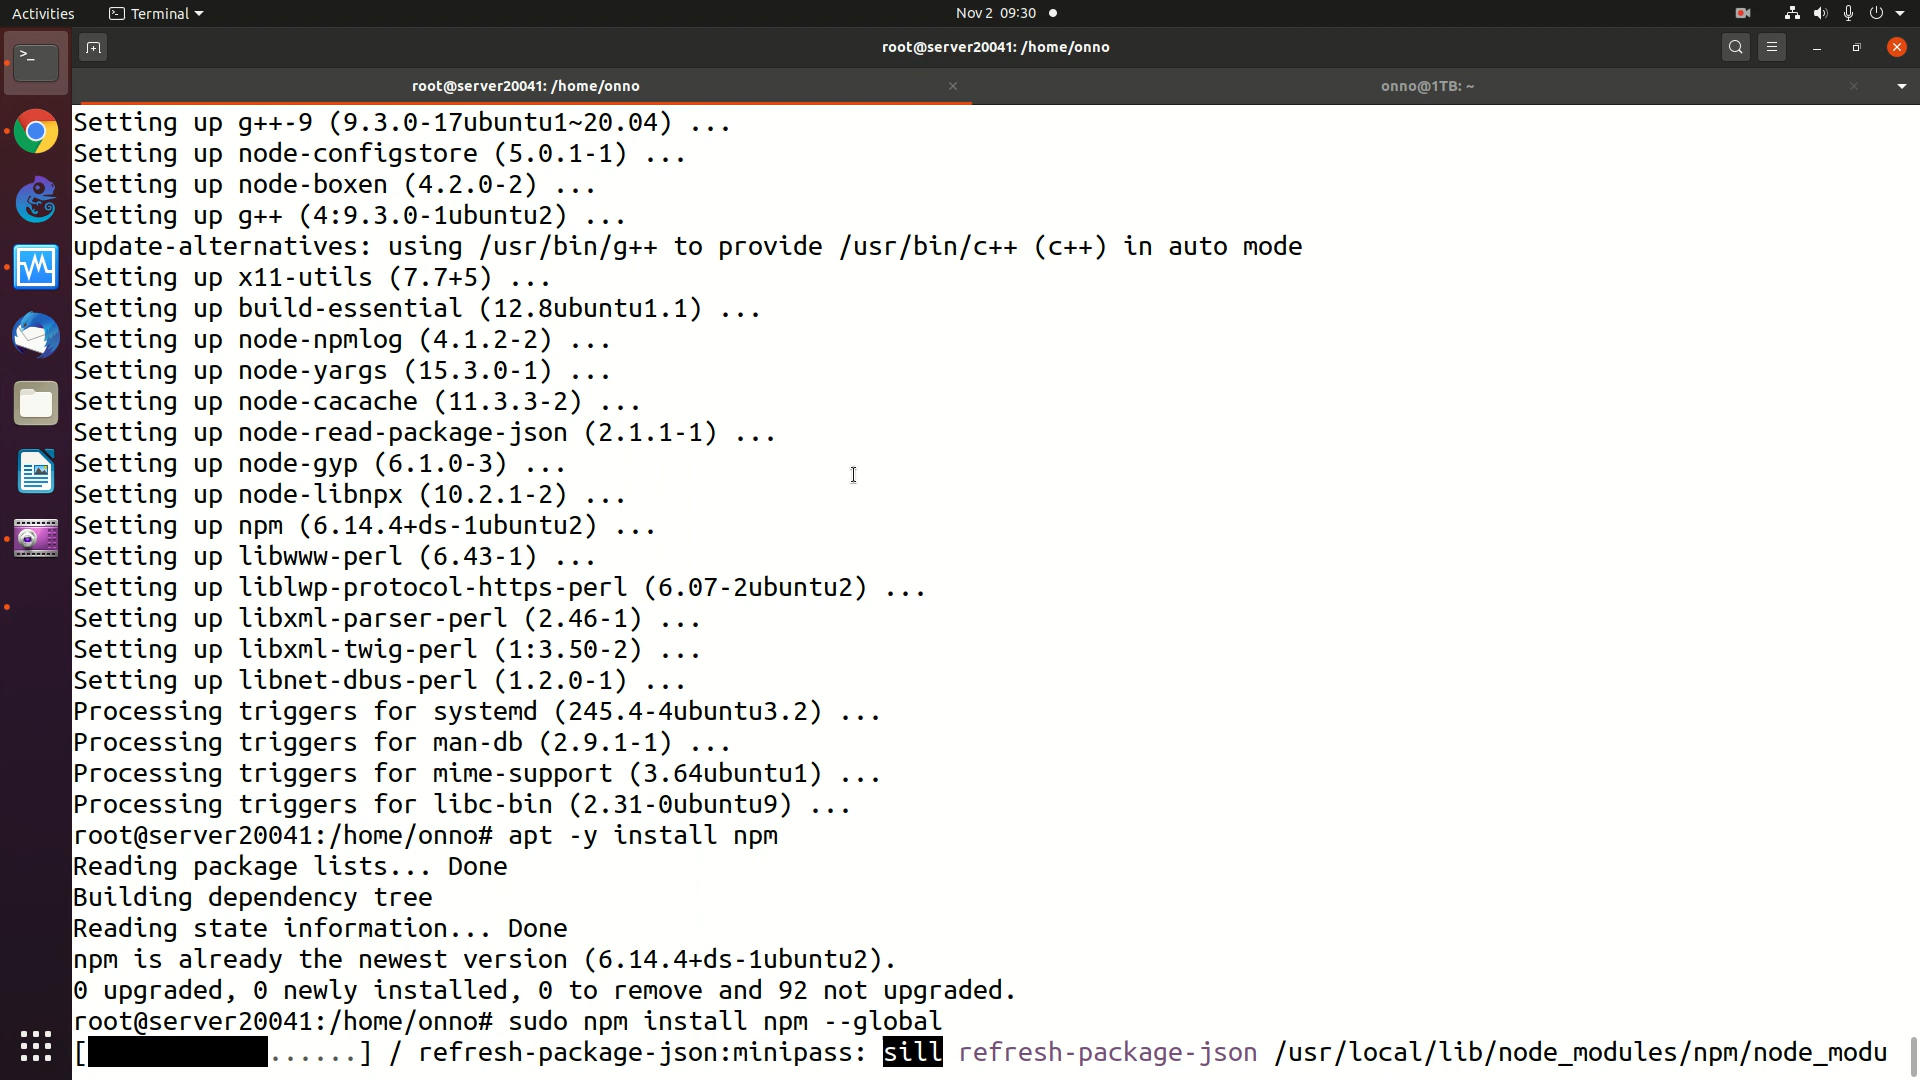 Activities
Terminal
Nov 2 09:30
root@server20041: /home/onno
root@server20041: /home/onno
onno@1TB: ~
Setting up g++-9 (9.3.0-17ubuntu1~20.04) ...
Setting up node-configstore (5.0.1-1) ...
Setting up node-boxen (4.2.0-2) ...
Setting up g++ (4:9.3.0-1ubuntu2) ...
update-alternatives: using /usr/bin/g++ to provide /usr/bin/c++ (c++) in auto mode
Setting up x11-utils (7.7+5) ...
Setting up build-essential (12.8ubuntu1.1) ...
Setting up node-npmlog (4.1.2-2) ...
Setting up node-yargs (15.3.0-1) ...
Setting up node-cacache (11.3.3-2) ...
Setting up node-read-package-json (2.1.1-1) ...
Setting up node-gyp (6.1.0-3) ...
Setting up node-libnpx (10.2.1-2) ...
Setting up npm (6.14.4+ds-1ubuntu2) ...
Setting up libwww-perl (6.43-1) ...
Setting up liblwp-protocol-https-perl (6.07-2ubuntu2) ...
Setting up libxml-parser-perl (2.46-1) ...
Setting up libxml-twig-perl (1:3.50-2) ...
Setting up libnet-dbus-perl (1.2.0-1) ...
Processing triggers for systemd (245.4-4ubuntu3.2) ...
Processing triggers for man-db (2.9.1-1) ...
Processing triggers for mime-support (3.64ubuntu1) ...
Processing triggers for libc-bin (2.31-0ubuntu9) ...
root@server20041:/home/onno# apt -y install npm
Reading package lists... Done
Building dependency tree
Reading state information... Done
npm is already the newest version (6.14.4+ds-1ubuntu2).
0 upgraded, 0 newly installed, 0 to remove and 92 not upgraded.
root@server20041:/home/onno# sudo npm install npm --global
[ ......] / refresh-package-json:minipass: sill refresh-package-json /usr/local/lib/node_modules/npm/node_modu